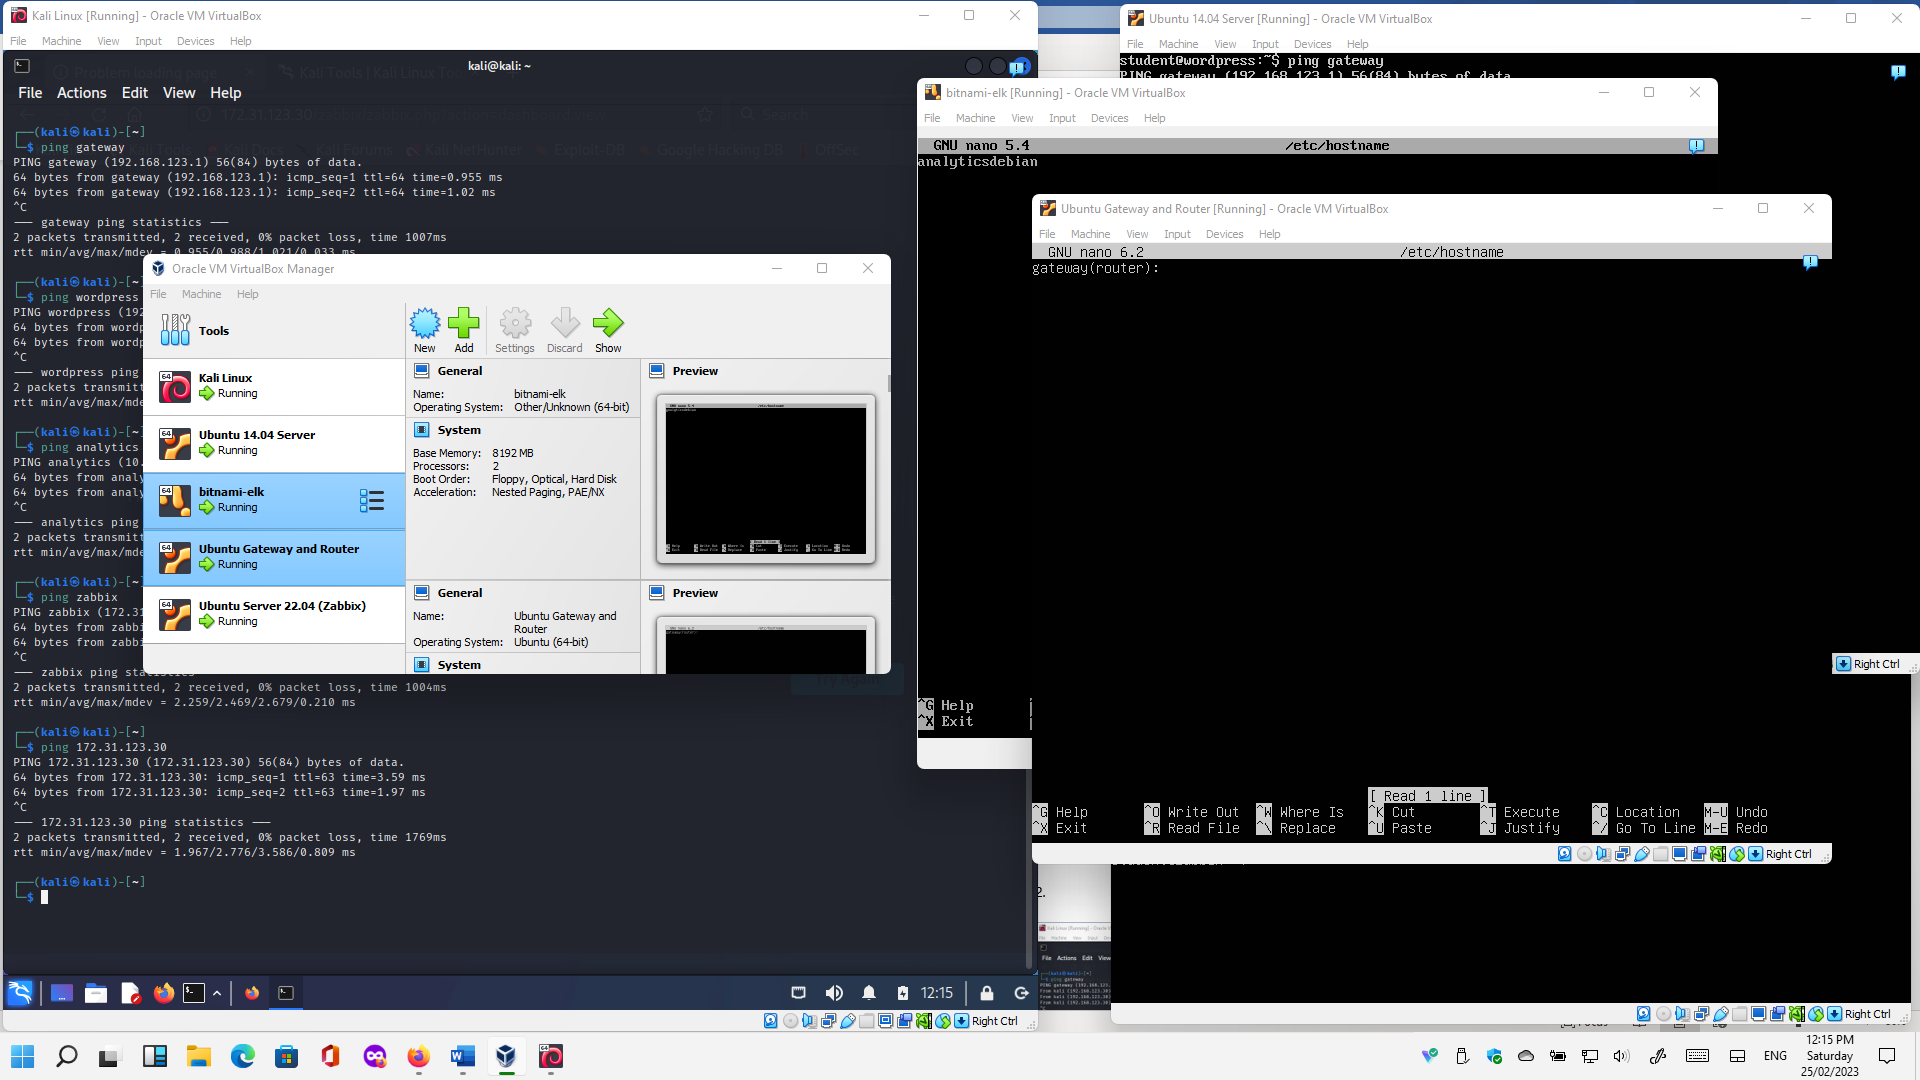 Kali Linux [Running] - Oracle VM VirtualBox
File Machine View Input Devices Help
kali@kali: ~
File Actions Edit View Help
┌──(kali㉿kali)-[~]
└─$ ping gateway
PING gateway (192.168.123.1) 56(84) bytes of data.
64 bytes from gateway (192.168.123.1): icmp_seq=1 ttl=64 time=0.955 ms
64 bytes from gateway (192.168.123.1): icmp_seq=2 ttl=64 time=1.02 ms
^C
--- gateway ping statistics ---
2 packets transmitted, 2 received, 0% packet loss, time 1007ms
rtt min/avg/max/mdev = 0.955/0.988/1.021/0.033 ms
┌──(kali㉿kali)-[~]
└─$ ping wordpress
PING wordpress (192
64 bytes from wordp
64 bytes from wordp
^C
--- wordpress ping
2 packets transmitt
rtt min/avg/max/mde
┌──(kali㉿kali)-[~]
└─$ ping analytics
PING analytics (10.
64 bytes from analy
64 bytes from analy
^C
--- analytics ping
2 packets transmitt
rtt min/avg/max/mde
┌──(kali㉿kali)-[~]
└─$ ping zabbix
PING zabbix (172.31
64 bytes from zabbi
64 bytes from zabbi
^C
--- zabbix ping statistics ---
2 packets transmitted, 2 received, 0% packet loss, time 1004ms
rtt min/avg/max/mdev = 2.259/2.469/2.679/0.210 ms
┌──(kali㉿kali)-[~]
└─$ ping 172.31.123.30
PING 172.31.123.30 (172.31.123.30) 56(84) bytes of data.
64 bytes from 172.31.123.30: icmp_seq=1 ttl=63 time=3.59 ms
64 bytes from 172.31.123.30: icmp_seq=2 ttl=63 time=1.97 ms
^C
--- 172.31.123.30 ping statistics ---
2 packets transmitted, 2 received, 0% packet loss, time 1769ms
rtt min/avg/max/mdev = 1.967/2.776/3.586/0.809 ms
┌──(kali㉿kali)-[~]
└─$
12:15
Right Ctrl
Oracle VM VirtualBox Manager
File Machine Help
Tools
New Add Settings Discard Show
Kali Linux
Running
Ubuntu 14.04 Server
Running
bitnami-elk
Running
Ubuntu Gateway and Router
Running
Ubuntu Server 22.04 (Zabbix)
Running
General
Name: bitnami-elk
Operating System: Other/Unknown (64-bit)
System
Base Memory: 8192 MB
Processors: 2
Boot Order: Floppy, Optical, Hard Disk
Acceleration: Nested Paging, PAE/NX
Preview
General
Name: Ubuntu Gateway and
Router
Operating System: Ubuntu (64-bit)
System
Preview
Ubuntu 14.04 Server [Running] - Oracle VM VirtualBox
File Machine View Input Devices Help
student@wordpress:~$ ping gateway
PING gateway (192.168.123.1) 56(84) bytes of data.
bitnami-elk [Running] - Oracle VM VirtualBox
File Machine View Input Devices Help
GNU nano 5.4 /etc/hostname
analyticsdebian
^G Help
^X Exit
Ubuntu Gateway and Router [Running] - Oracle VM VirtualBox
File Machine View Input Devices Help
GNU nano 6.2 /etc/hostname
gateway(router):
[ Read 1 line ]
^G Help ^O Write Out ^W Where Is ^K Cut ^T Execute ^C Location M-U Undo
^X Exit ^R Read File ^\ Replace ^U Paste ^J Justify ^/ Go To Line M-E Redo
Right Ctrl
Right Ctrl
2.
File Actions Edit View
Right Ctrl
ENG
12:15 PM
Saturday
25/02/2023